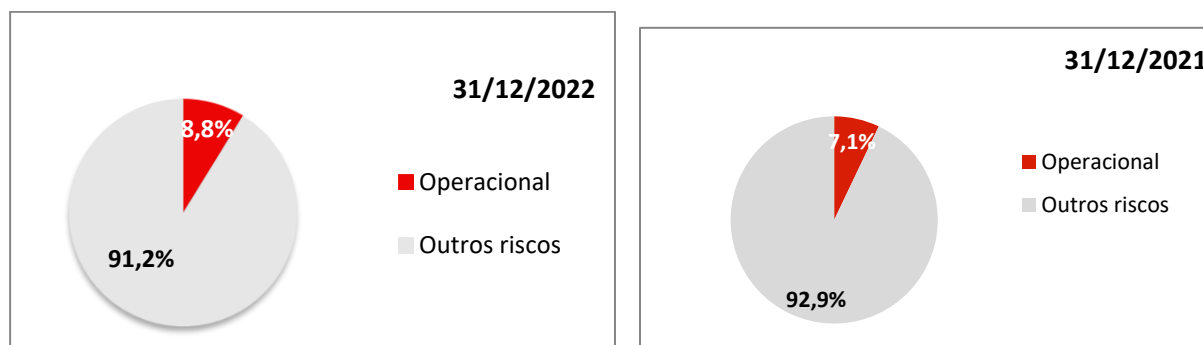 31/12/2022
8,8%
Operacional
Outros riscos
91,2%
31/12/2021
7,1%
Operacional
Outros riscos
92,9%